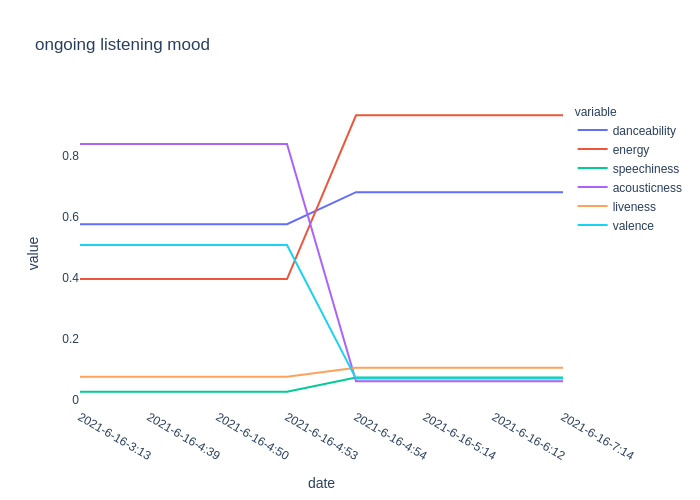 ongoing listening mood
variable
danceability
energy
speechiness
acousticness
liveness
valence
value
0.8
0.6
0.4
0.2
0
2021-6-16-3:13
2021-6-16-4:39
2021-6-16-4:50
2021-6-16-4:53
2021-6-16-4:54
2021-6-16-5:14
2021-6-16-6:12
2021-6-16-7:14
date